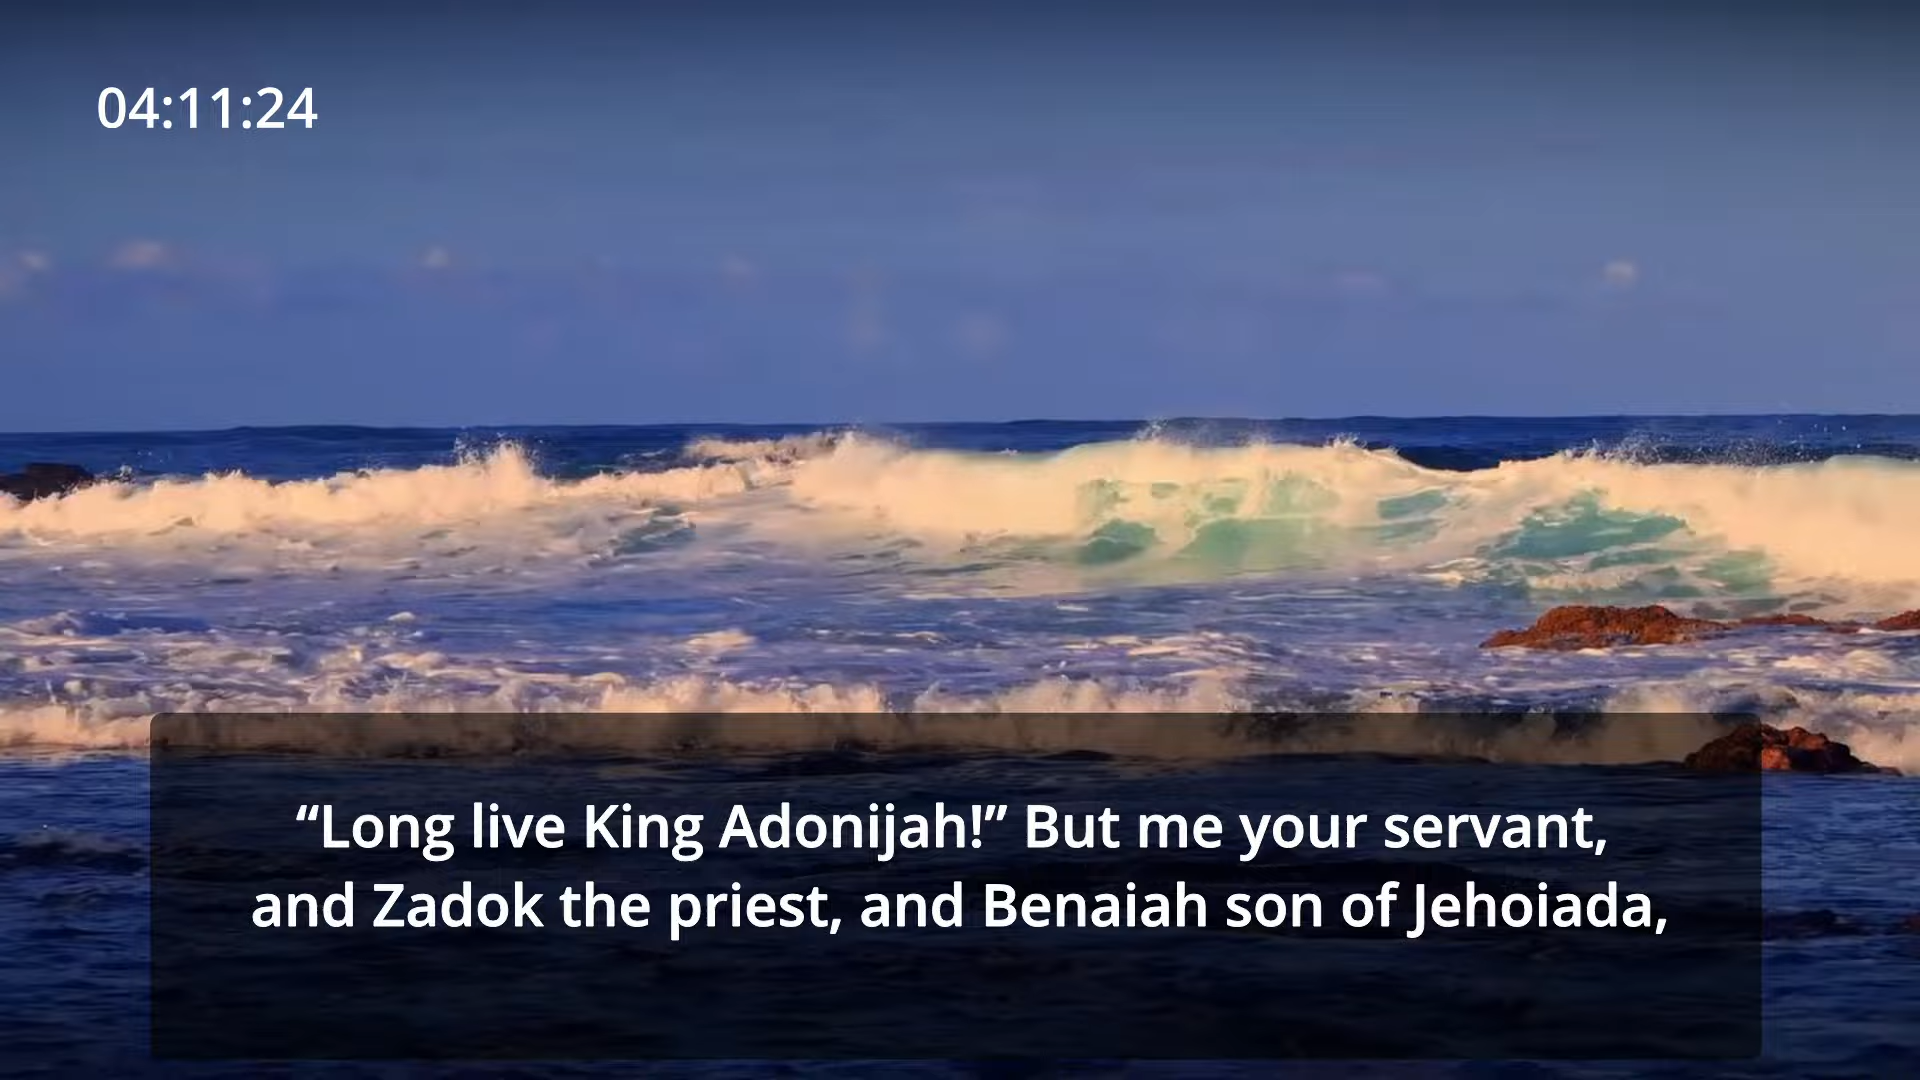 04:11:24
“Long live King Adonijah!” But me your servant,
and Zadok the priest, and Benaiah son of Jehoiada,